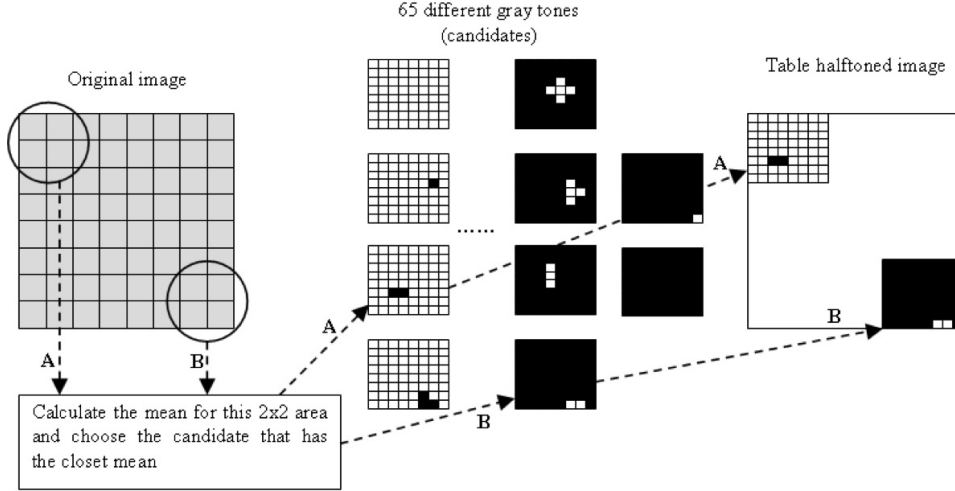 65 different gray tones
(candidates)
Original image
Table halftoned image
A
......
A
A
B
B
B
Calculate the mean for this 2x2 area
and choose the candidate that has
the closet mean